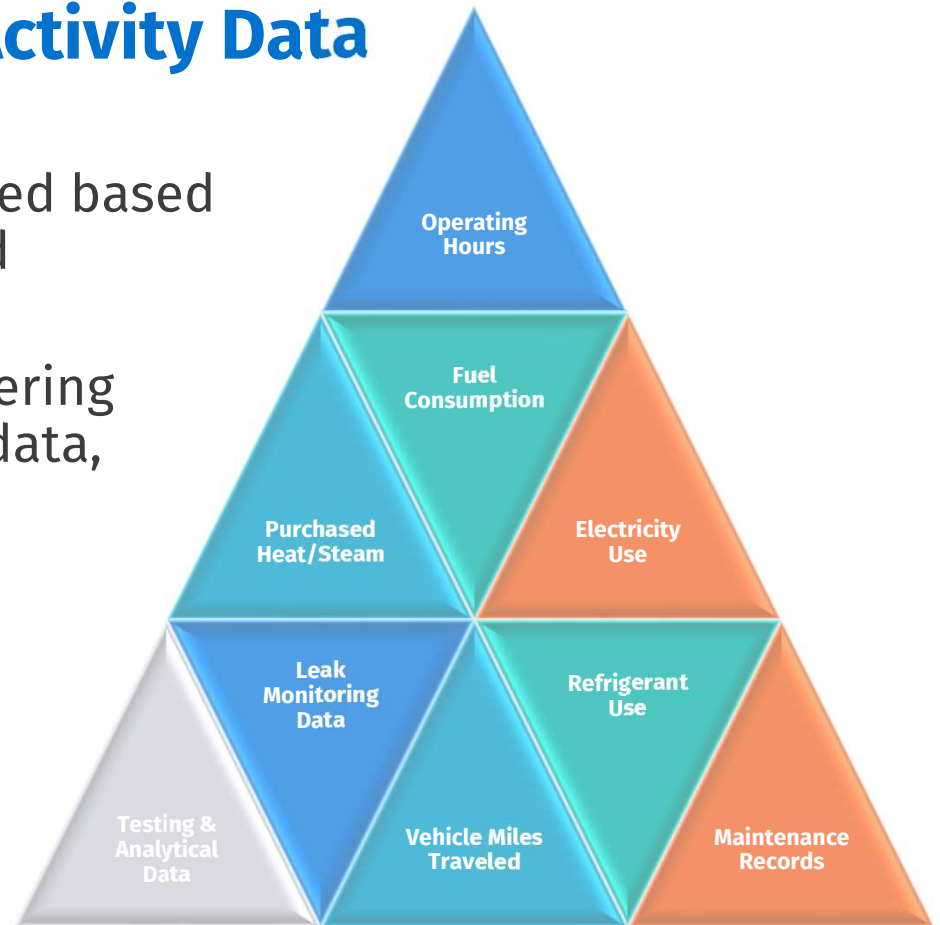 ctivity Data
ed based
d
ering
data,
Operating
Hours
Fuel
Consumption
Purchased
Heat/Steam
Electricity
Use
Leak
Monitoring
Data
Refrigerant
Use
Testing &
Analytical
Data
Vehicle Miles
Traveled
Maintenance
Records